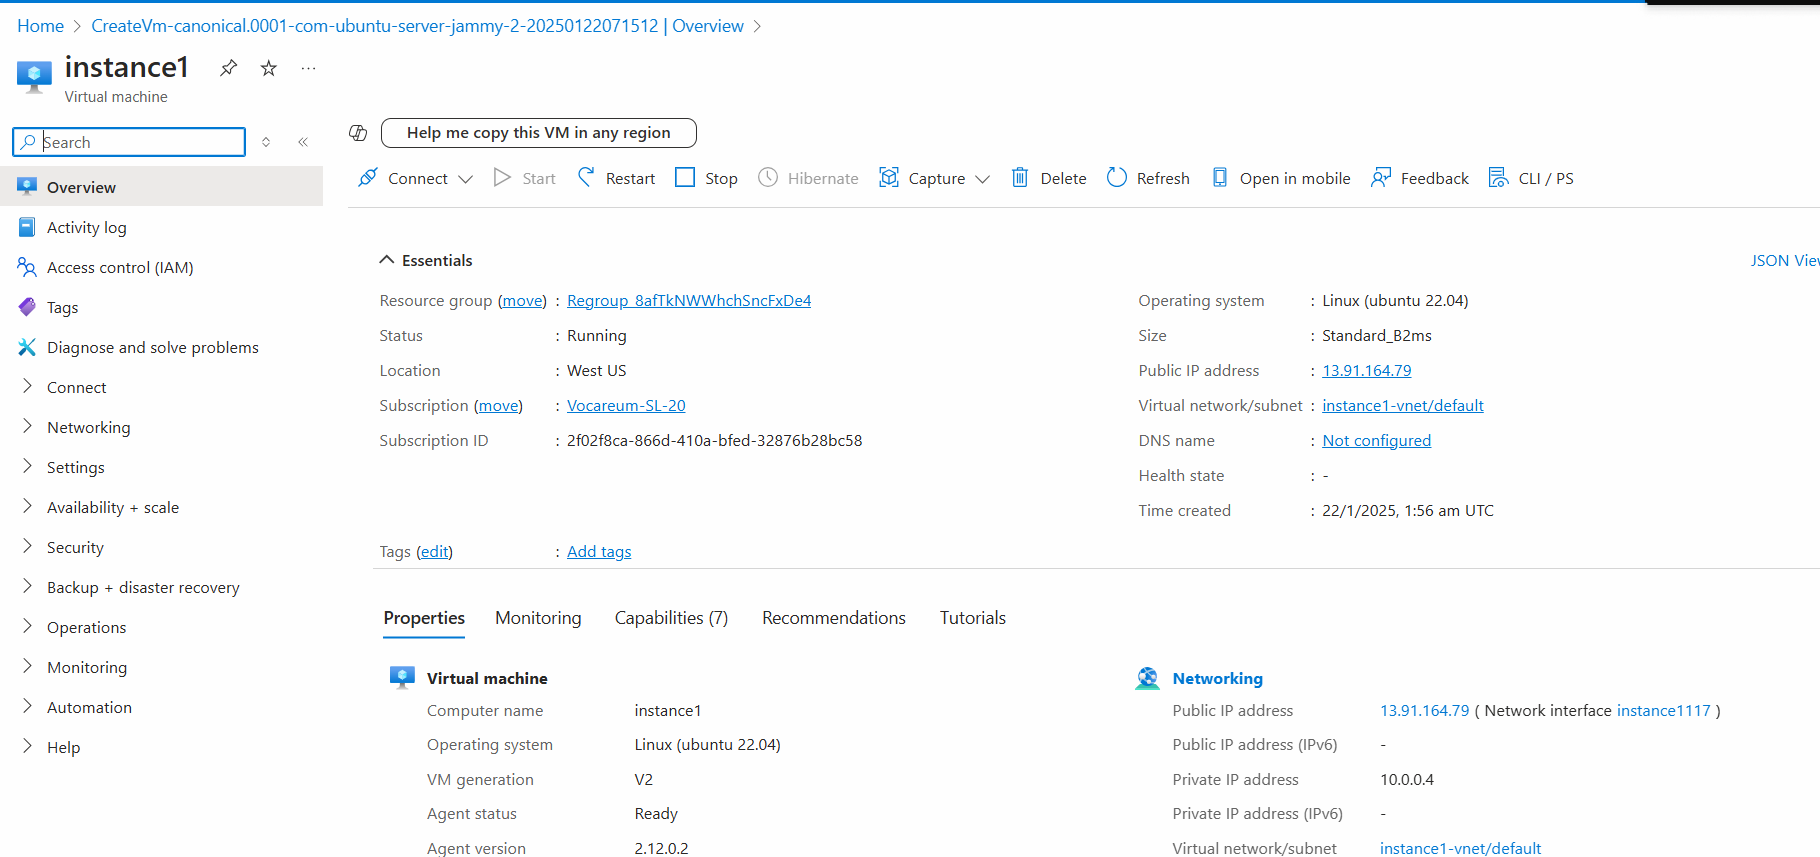 Home > CreateVm-canonical.0001-com-ubuntu-server-jammy-2-20250122071512 | Overview >
instance1
Virtual machine
Search
Help me copy this VM in any region
Connect Start Restart Stop Hibernate Capture Delete Refresh Open in mobile Feedback CLI / PS
Overview
Activity log
Access control (IAM)
Tags
Diagnose and solve problems
Connect
Networking
Settings
Availability + scale
Security
Backup + disaster recovery
Operations
Monitoring
Automation
Help
Essentials
JSON Vie
Resource group (move) : Regroup_8afTkNWWhchSncFxDe4
Status : Running
Location : West US
Subscription (move) : Vocareum-SL-20
Subscription ID : 2f02f8ca-866d-410a-bfed-32876b28bc58
Operating system : Linux (ubuntu 22.04)
Size : Standard_B2ms
Public IP address : 13.91.164.79
Virtual network/subnet : instance1-vnet/default
DNS name : Not configured
Health state : -
Time created : 22/1/2025, 1:56 am UTC
Tags (edit) : Add tags
Properties Monitoring Capabilities (7) Recommendations Tutorials
Virtual machine
Computer name instance1
Operating system Linux (ubuntu 22.04)
VM generation V2
Agent status Ready
Agent version 2.12.0.2
Networking
Public IP address 13.91.164.79 ( Network interface instance1117 )
Public IP address (IPv6) -
Private IP address 10.0.0.4
Private IP address (IPv6) -
Virtual network/subnet instance1-vnet/default